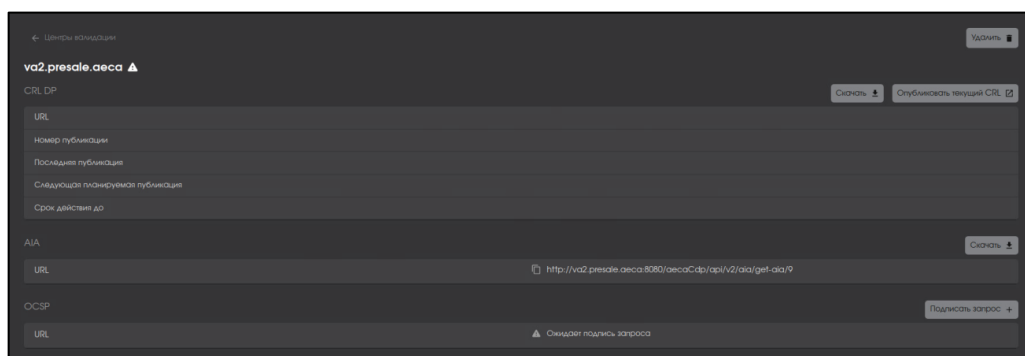 ← Центры валидации
Удалить
va2.presale.aeca
CRL DP
Скачать
Опубликовать текущий CRL
URL
Номер публикации
Последняя публикация
Следующая планируемая публикация
Срок действия до
AIA
Скачать
URL http://va2.presale.aeca:8080/aecaCdp/api/v2/aia/get-aia/9
OCSP
Подписать запрос +
URL Ожидает подпись запроса